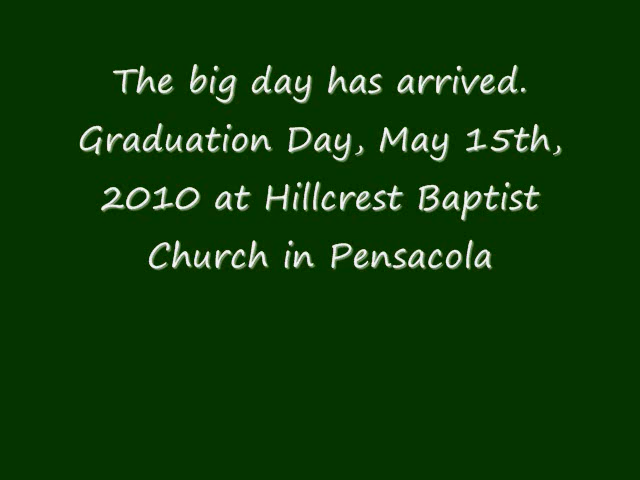 The big day has arrived.
Graduation Day, May 15th,
2010 at Hillcrest Baptist
Church in Pensacola